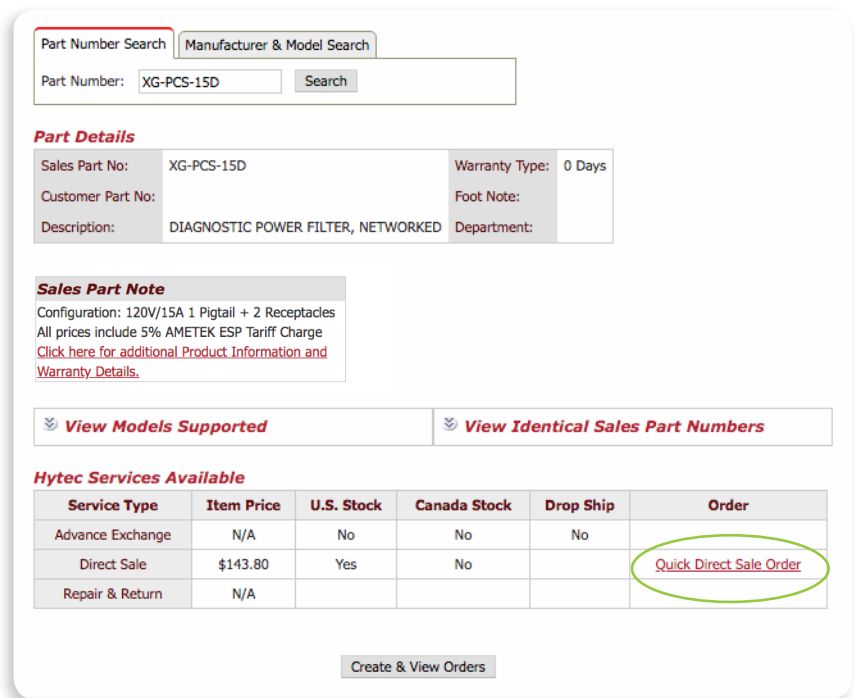 Part Number Search Manufacturer & Model Search
Part Number: XG-PCS-15D Search
Part Details
Sales Part No: XG-PCS-15D Warranty Type: 0 Days
Customer Part No: Foot Note:
Description: DIAGNOSTIC POWER FILTER, NETWORKED Department:
Sales Part Note
Configuration: 120V/15A 1 Pigtail + 2 Receptacles
All prices include 5% AMETEK ESP Tariff Charge
Click here for additional Product Information and
Warranty Details.
View Models Supported View Identical Sales Part Numbers
Hytec Services Available
Service Type Item Price U.S. Stock Canada Stock Drop Ship Order
Advance Exchange N/A No No No
Direct Sale $143.80 Yes No Quick Direct Sale Order
Repair & Return N/A
Create & View Orders